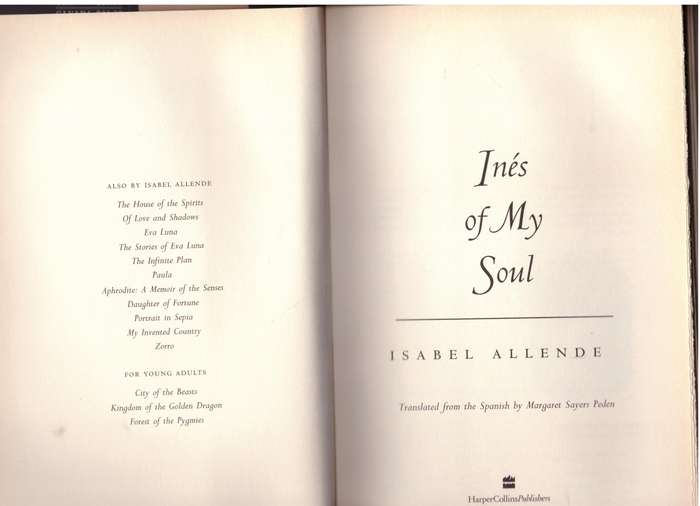 ALSO BY ISABEL ALLENDE
The House of the Spirits
Of Love and Shadows
Eva Luna
The Stories of Eva Luna
The Infinite Plan
Paula
Aphrodite: A Memoir of the Senses
Daughter of Fortune
Portrait in Sepia
My Invented Country
Zorro
FOR YOUNG ADULTS
City of the Beasts
Kingdom of the Golden Dragon
Forest of the Pygmies
Inés
of My
Soul
ISABEL ALLENDE
Translated from the Spanish by Margaret Sayers Peden
HarperCollinsPublishers